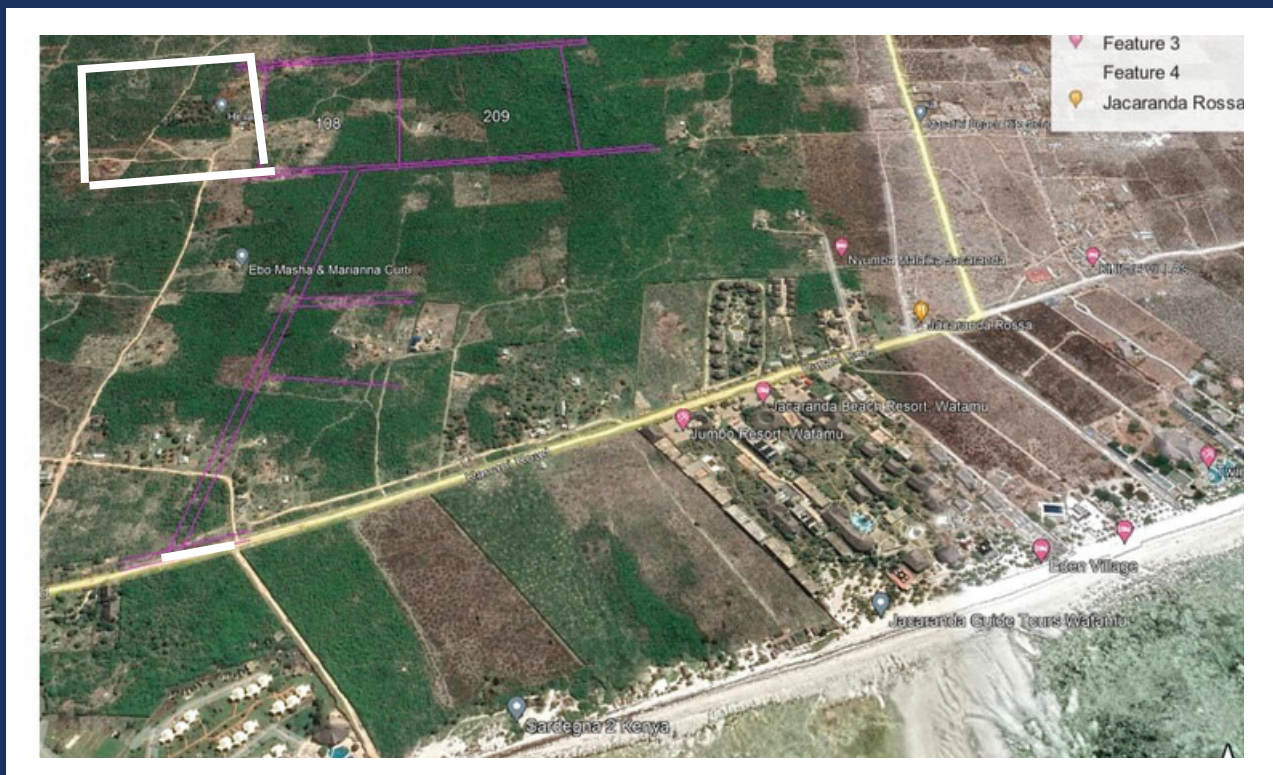 Feature 3
Feature 4
Jacaranda Rossa
198
209
Ebo Masha & Marianna Curti
Nyumba Malaika Jacaranda
Jacaranda Rossa
Jacaranda Beach Resort, Watamu
Jumbo Resort, Watamu
Eden Village
Jacaranda Guide Tours Watamu
Sardegna 2 Kenya